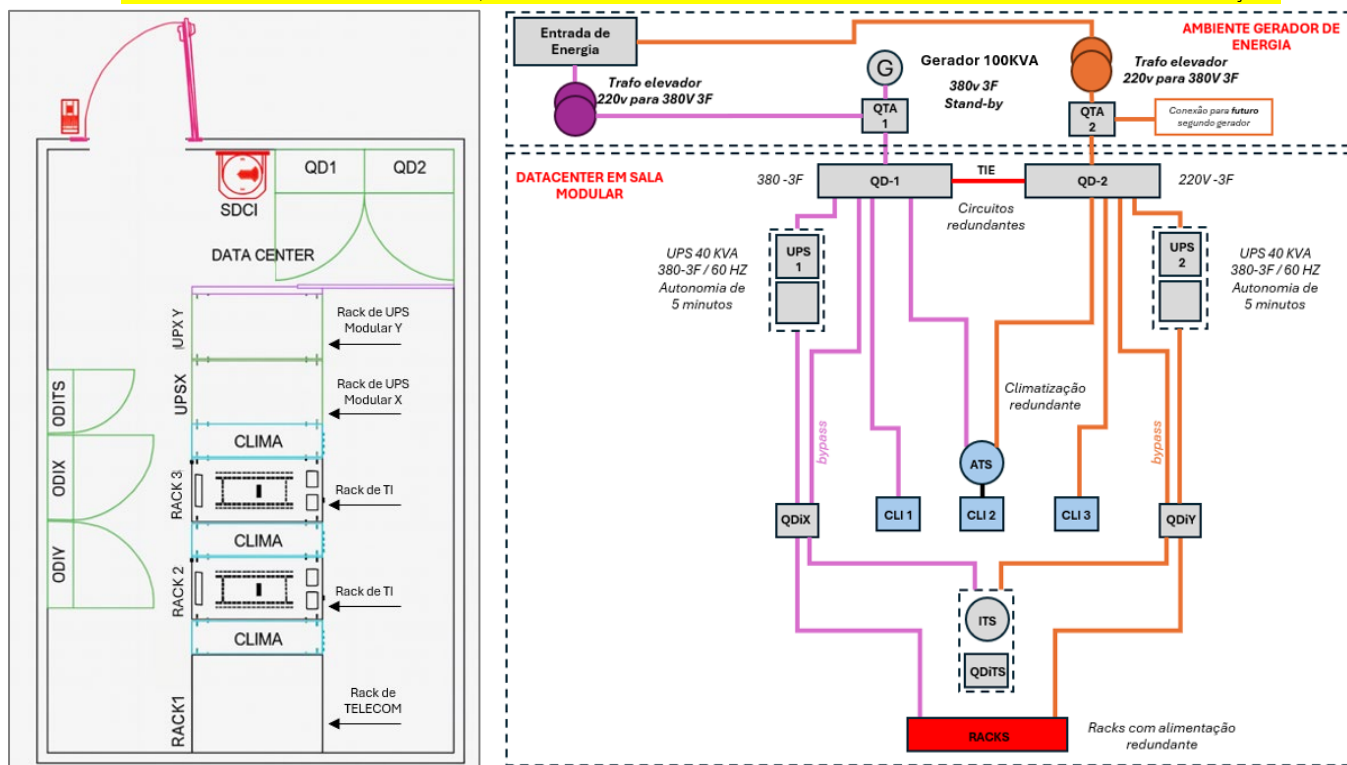 SDCI
QD1
QD2
DATA CENTER
UPX Y
Rack de UPS
Modular Y
UPSX
Rack de UPS
Modular X
ODITS
CLIMA
ODIX
RACK 3
Rack de TI
CLIMA
ODIY
RACK 2
Rack de TI
CLIMA
RACK1
Rack de
TELECOM
Entrada de
Energia
AMBIENTE GERADOR DE
ENERGIA
Trafo elevador
220v para 380V 3F
G
Gerador 100KVA
380v 3F
Stand-by
Trafo elevador
220v para 380V 3F
QTA
1
QTA
2
Conexão para futuro
segundo gerador
DATACENTER EM SALA
MODULAR
380 -3F
QD-1
TIE
QD-2
220V -3F
Circuitos
redundantes
UPS 40 KVA
380-3F / 60 HZ
Autonomia de
5 minutos
UPS
1
UPS
2
UPS 40 KVA
380-3F / 60 HZ
Autonomia de
5 minutos
Climatização
redundante
bypass
bypass
ATS
QDiX
CLI 1
CLI 2
CLI 3
QDiY
ITS
QDiTS
RACKS
Racks com alimentação
redundante